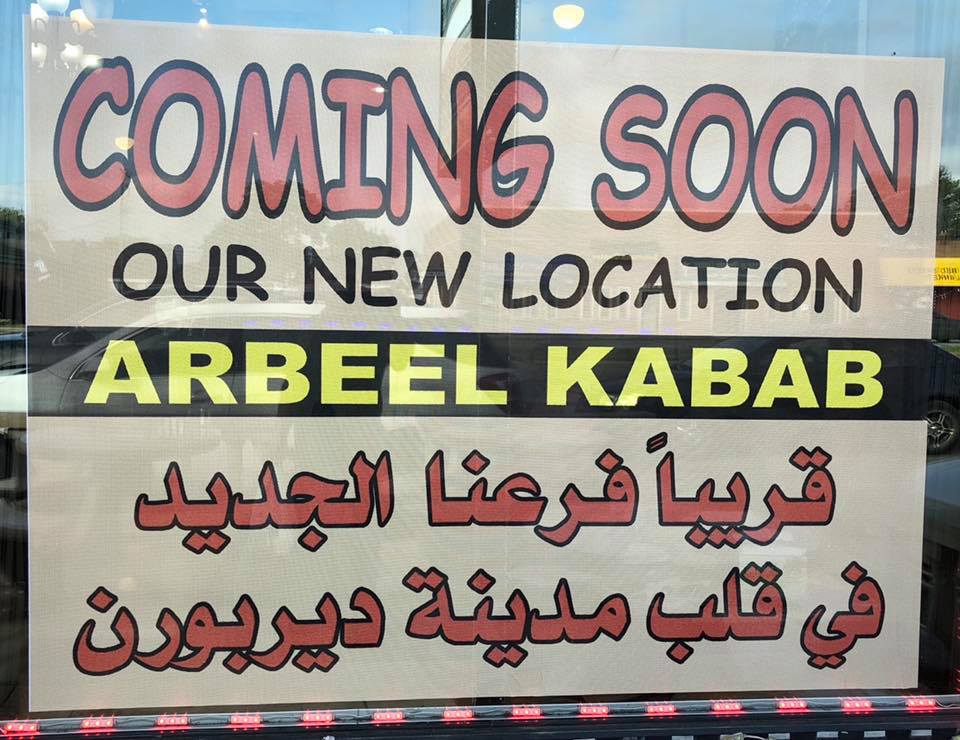 COMING SOON
OUR NEW LOCATION
ARBEEL KABAB
قريباً فرعنا الجديد
في قلب مدينة ديربورن